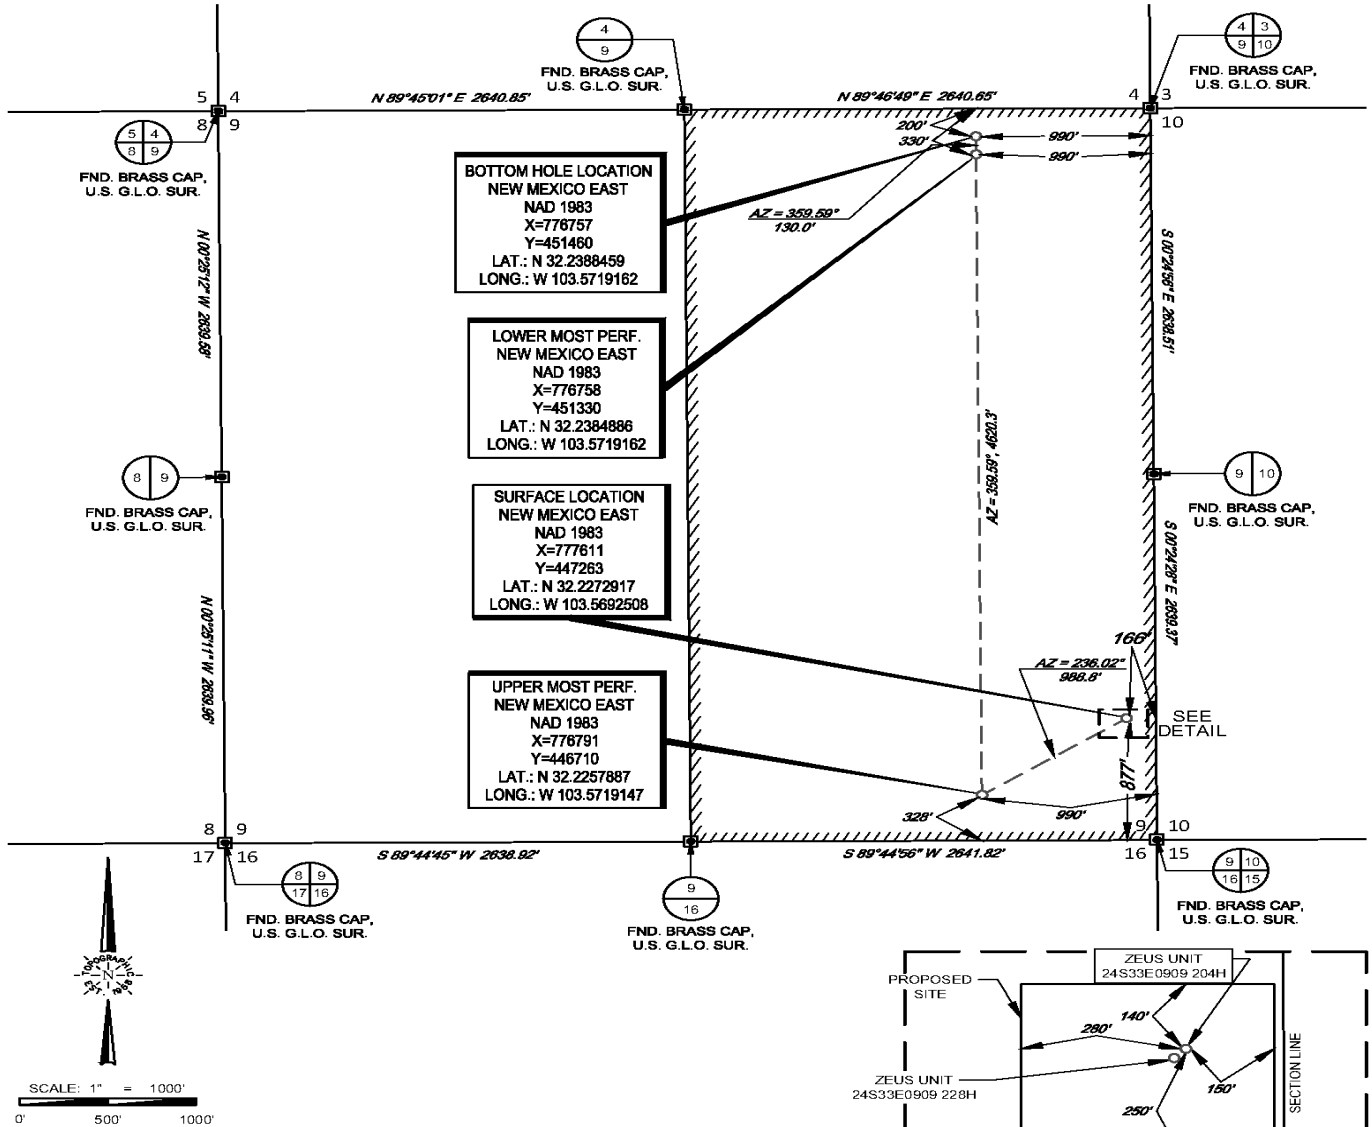 4
9
FND. BRASS CAP,
U.S. G.L.O. SUR.
4 3
9 10
FND. BRASS CAP,
U.S. G.L.O. SUR.
5 4
8 9
N 89°45'01" E 2640.85'
N 89°46'49" E 2640.65'
4 3
10
5 4
8 9
FND. BRASS CAP,
U.S. G.L.O. SUR.
200'
330'
990'
990'
BOTTOM HOLE LOCATION
NEW MEXICO EAST
NAD 1983
X=776757
Y=451460
LAT.: N 32.2388459
LONG.: W 103.5719162
AZ = 359.59°
130.0'
N 00°25'12" W 2639.58'
S 00°24'58" E 2638.51'
LOWER MOST PERF.
NEW MEXICO EAST
NAD 1983
X=776758
Y=451330
LAT.: N 32.2384886
LONG.: W 103.5719162
AZ = 359.59°, 4620.3'
8 9
FND. BRASS CAP,
U.S. G.L.O. SUR.
9 10
FND. BRASS CAP,
U.S. G.L.O. SUR.
SURFACE LOCATION
NEW MEXICO EAST
NAD 1983
X=777611
Y=447263
LAT.: N 32.2272917
LONG.: W 103.5692508
N 00°25'11" W 2639.96'
S 00°24'26" E 2639.37'
166'
AZ = 236.02°
988.8'
SEE
DETAIL
UPPER MOST PERF.
NEW MEXICO EAST
NAD 1983
X=776791
Y=446710
LAT.: N 32.2257887
LONG.: W 103.5719147
877'
328'
990'
8 9
17 16
S 89°44'45" W 2638.92'
S 89°44'56" W 2641.82'
9 10
16 15
8 9
17 16
FND. BRASS CAP,
U.S. G.L.O. SUR.
9
16
FND. BRASS CAP,
U.S. G.L.O. SUR.
9 10
16 15
FND. BRASS CAP,
U.S. G.L.O. SUR.
TOPOGRAPHIC
N
EST. 1958
SCALE: 1" = 1000'
0' 500' 1000'
PROPOSED
SITE
ZEUS UNIT
24S33E0909 204H
140'
280'
ZEUS UNIT
24S33E0909 228H
150'
250'
SECTION LINE